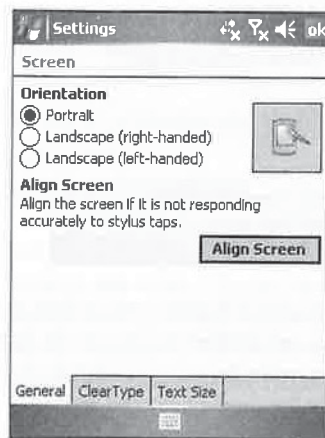 Settings
ok
Screen
Orientation
Portrait
Landscape (right-handed)
Landscape (left-handed)
Align Screen
Align the screen if it is not responding
accurately to stylus taps.
Align Screen
General ClearType Text Size